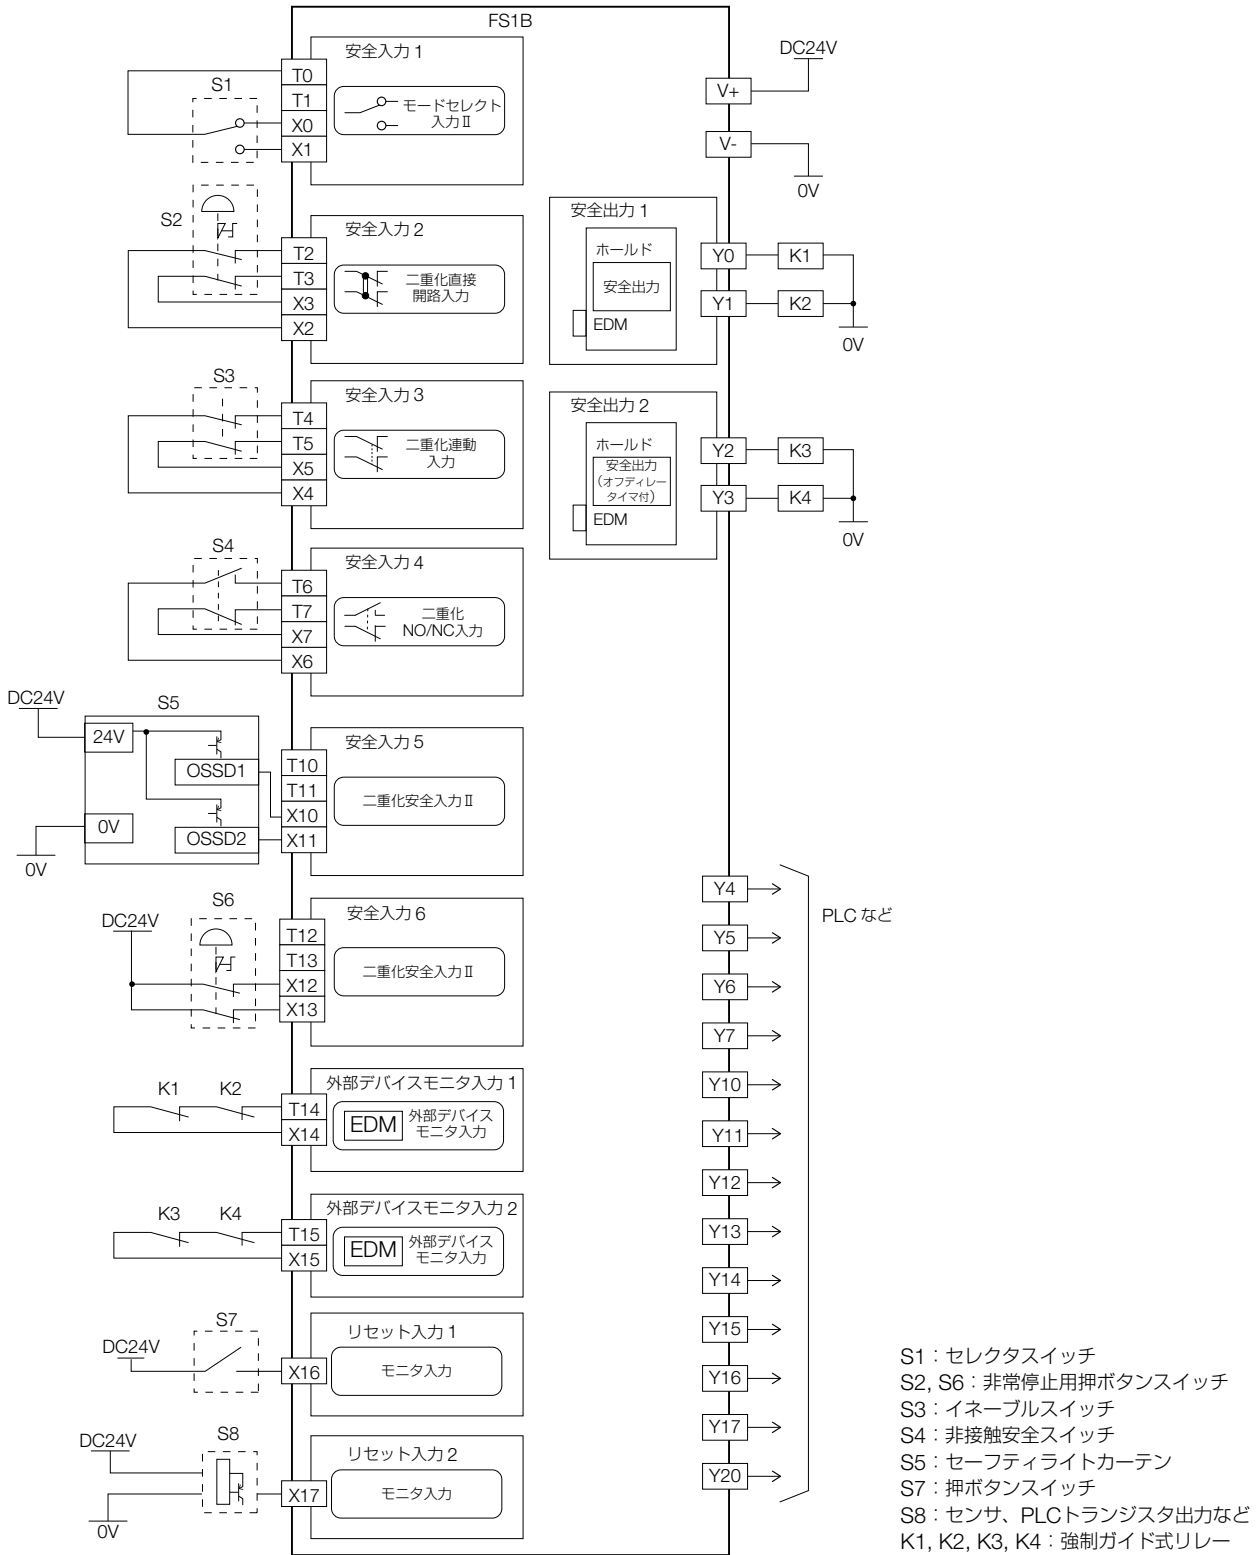 FS1B
安全入力 1
S1
T0
T1
X0
X1
モードセレクト
入力Ⅱ
S2
安全入力 2
T2
T3
X3
X2
二重化直接
開路入力
S3
安全入力 3
T4
T5
X5
X4
二重化連動
入力
S4
安全入力 4
T6
T7
X7
X6
二重化
NO/NC入力
DC24V
S5
24V
OSSD1
0V
OSSD2
0V
安全入力 5
T10
T11
X10
X11
二重化安全入力Ⅱ
DC24V
S6
安全入力 6
T12
T13
X12
X13
二重化安全入力Ⅱ
K1
K2
外部デバイスモニタ入力 1
T14
X14
EDM
外部デバイス
モニタ入力
K3
K4
外部デバイスモニタ入力 2
T15
X15
EDM
外部デバイス
モニタ入力
DC24V
S7
リセット入力 1
X16
モニタ入力
DC24V
S8
0V
リセット入力 2
X17
モニタ入力
DC24V
V+
V-
0V
安全出力 1
ホールド
安全出力
EDM
Y0
K1
Y1
K2
0V
安全出力 2
ホールド
安全出力
(オフディレー
タイマ付)
EDM
Y2
K3
Y3
K4
0V
Y4
Y5
Y6
Y7
Y10
Y11
Y12
Y13
Y14
Y15
Y16
Y17
Y20
PLC など
S1：セレクタスイッチ
S2, S6：非常停止用押ボタンスイッチ
S3：イネーブルスイッチ
S4：非接触安全スイッチ
S5：セーフティライトカーテン
S7：押ボタンスイッチ
S8：センサ、PLCトランジスタ出力など
K1, K2, K3, K4：強制ガイド式リレー